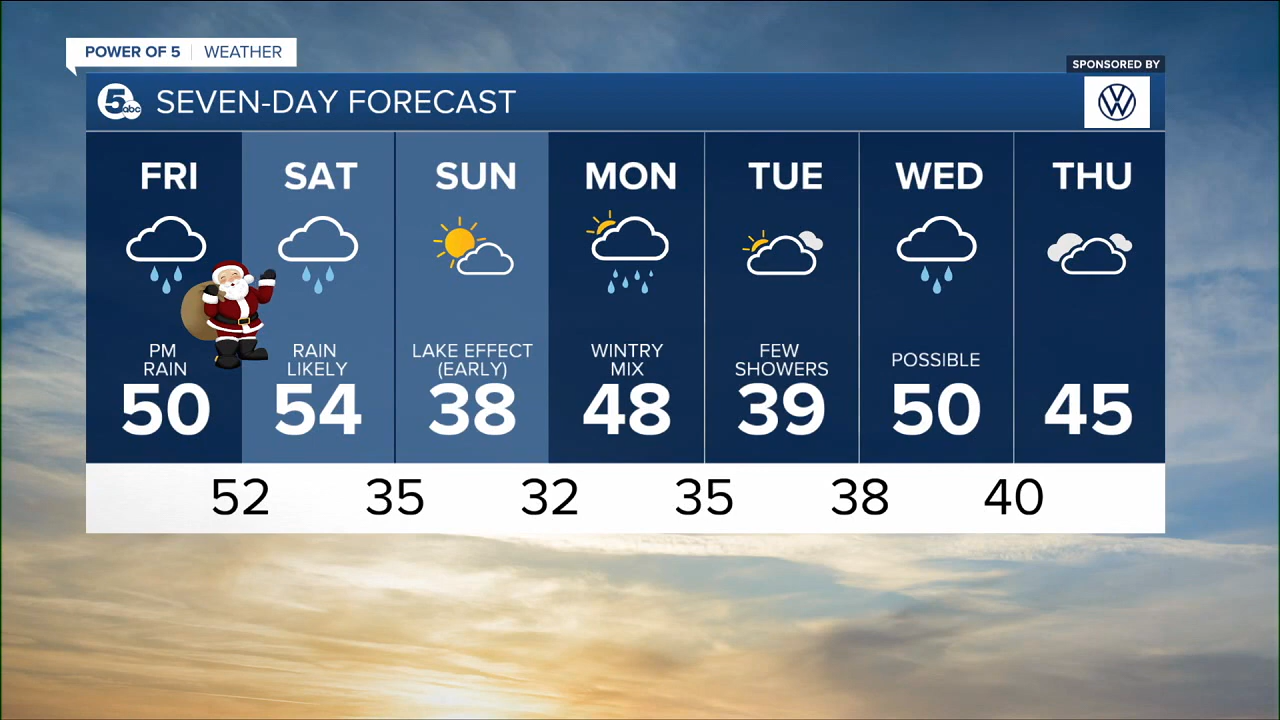 POWER OF 5 | WEATHER
SPONSORED BY
5 abc SEVEN-DAY FORECAST
FRI SAT SUN MON TUE WED THU
PM
RAIN
RAIN
LIKELY
LAKE EFFECT
(EARLY)
WINTRY
MIX
FEW
SHOWERS
POSSIBLE
50 54 38 48 39 50 45
52 35 32 35 38 40